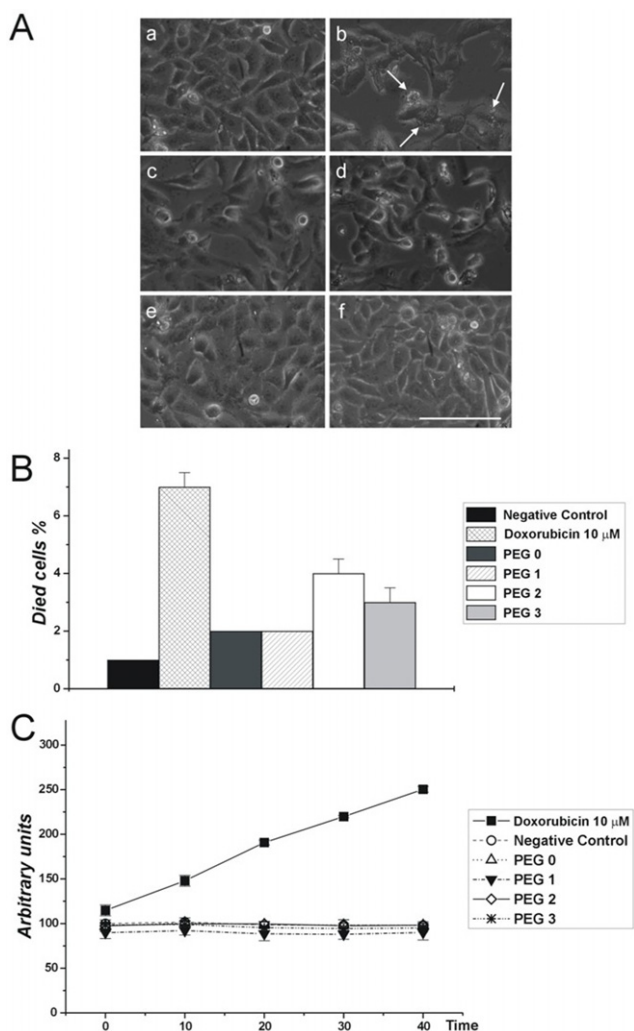 A
a
b
c
d
e
f
B
Died cells %
8
6
4
2
0
Negative Control
Doxorubicin 10 μM
PEG 0
PEG 1
PEG 2
PEG 3
C
Arbitrary units
300
250
200
150
100
50
0
0 10 20 30 40 Time
Doxorubicin 10 μM
Negative Control
PEG 0
PEG 1
PEG 2
PEG 3